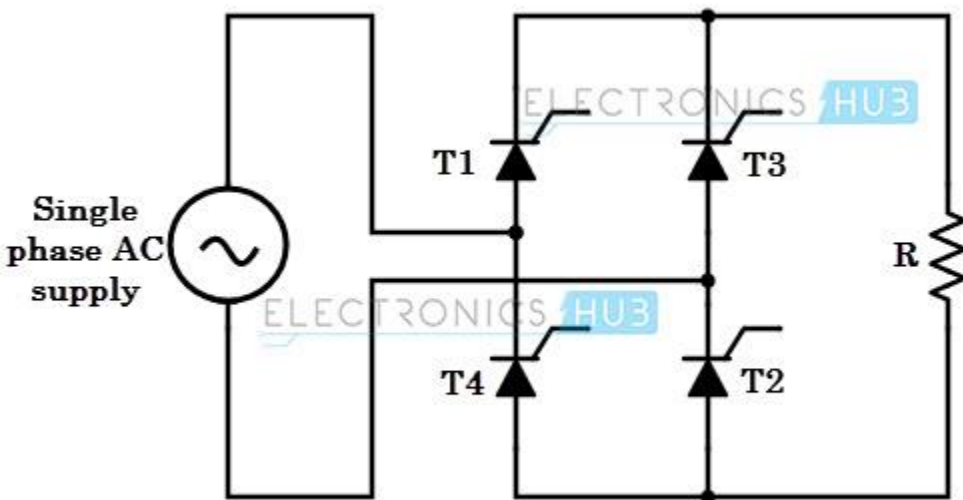 ELECTRONICS HUB
T1
T3
Single
phase AC
supply
R
ELECTRONICS HUB
T4
T2